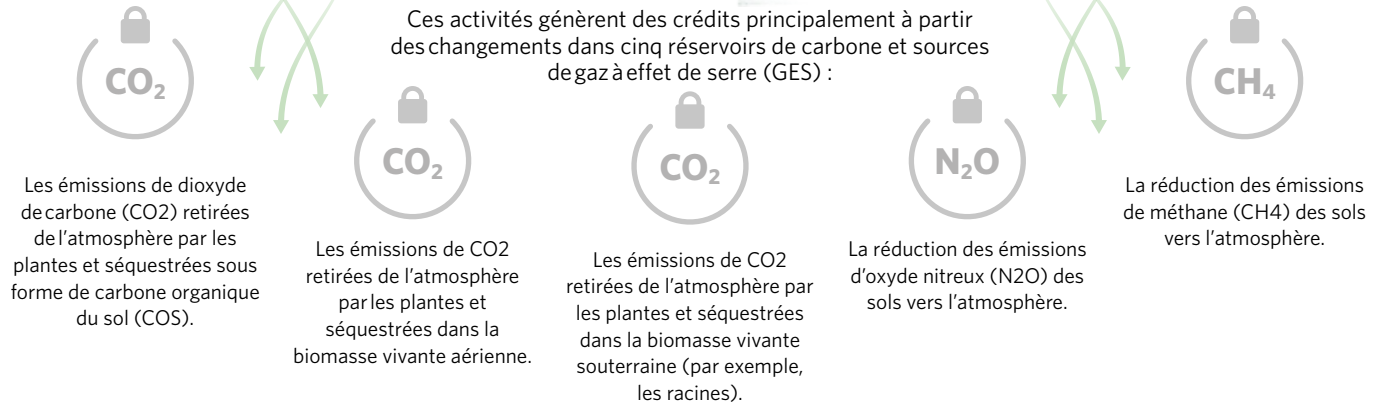 Ces activités génèrent des crédits principalement à partir
des changements dans cinq réservoirs de carbone et sources
de gaz à effet de serre (GES) :
CO₂
Les émissions de dioxyde
de carbone (CO2) retirées
de l'atmosphère par les
plantes et séquestrées sous
forme de carbone organique
du sol (COS).
CO₂
Les émissions de CO2
retirées de l'atmosphère
par les plantes et
séquestrées dans la
biomasse vivante aérienne.
CO₂
Les émissions de CO2
retirées de l'atmosphère par
les plantes et séquestrées
dans la biomasse vivante
souterraine (par exemple,
les racines).
N₂O
La réduction des émissions
d'oxyde nitreux (N2O) des
sols vers l'atmosphère.
CH₄
La réduction des émissions
de méthane (CH4) des sols
vers l'atmosphère.